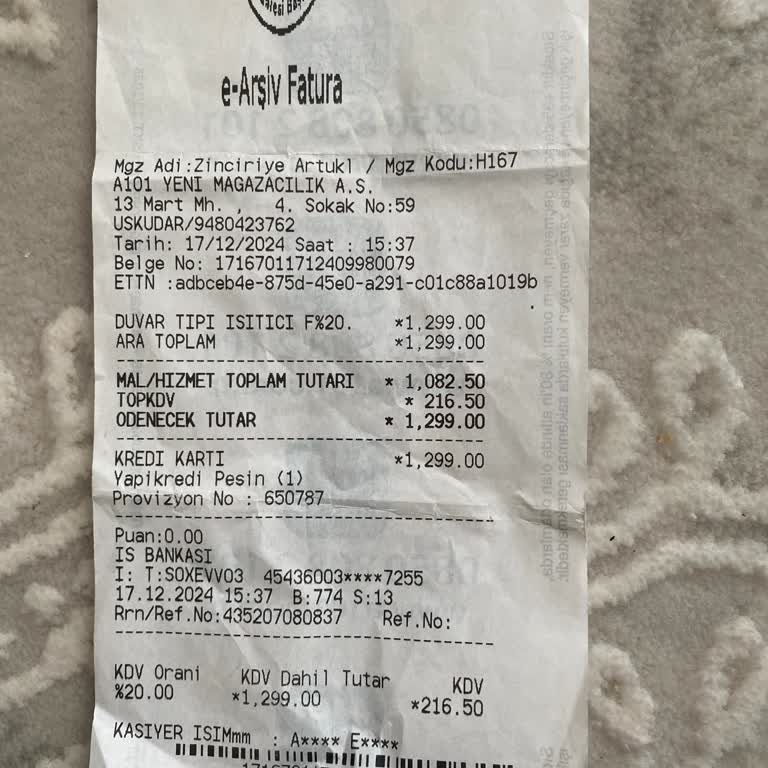 e-Arşiv Fatura
Mgz Adi:Zinciriye Artukl / Mgz Kodu:H167
A101 YENI MAGAZACILIK A.S.
13 Mart Mh. , 4. Sokak No:59
USKUDAR/9480423762
Tarih: 17/12/2024 Saat : 15:37
Belge No: 17167011712409980079
ETTN :adbceb4e-875d-45e0-a291-c01c88a1019b
DUVAR TIPI ISITICI F%20. *1,299.00
ARA TOPLAM *1,299.00
MAL/HIZMET TOPLAM TUTARI * 1,082.50
TOPKDV * 216.50
ODENECEK TUTAR * 1,299.00
KREDI KARTI *1,299.00
Yapikredi Pesin (1)
Provizyon No : 650787
Puan:0.00
IS BANKASI
I: T:SOXEVV03 45436003****7255
17.12.2024 15:37 B:774 S:13
Rrn/Ref.No:435207080837 Ref.No:
KDV Orani KDV Dahil Tutar KDV
%20.00 *1,299.00 *216.50
KASIYER ISIMmm : A**** E****